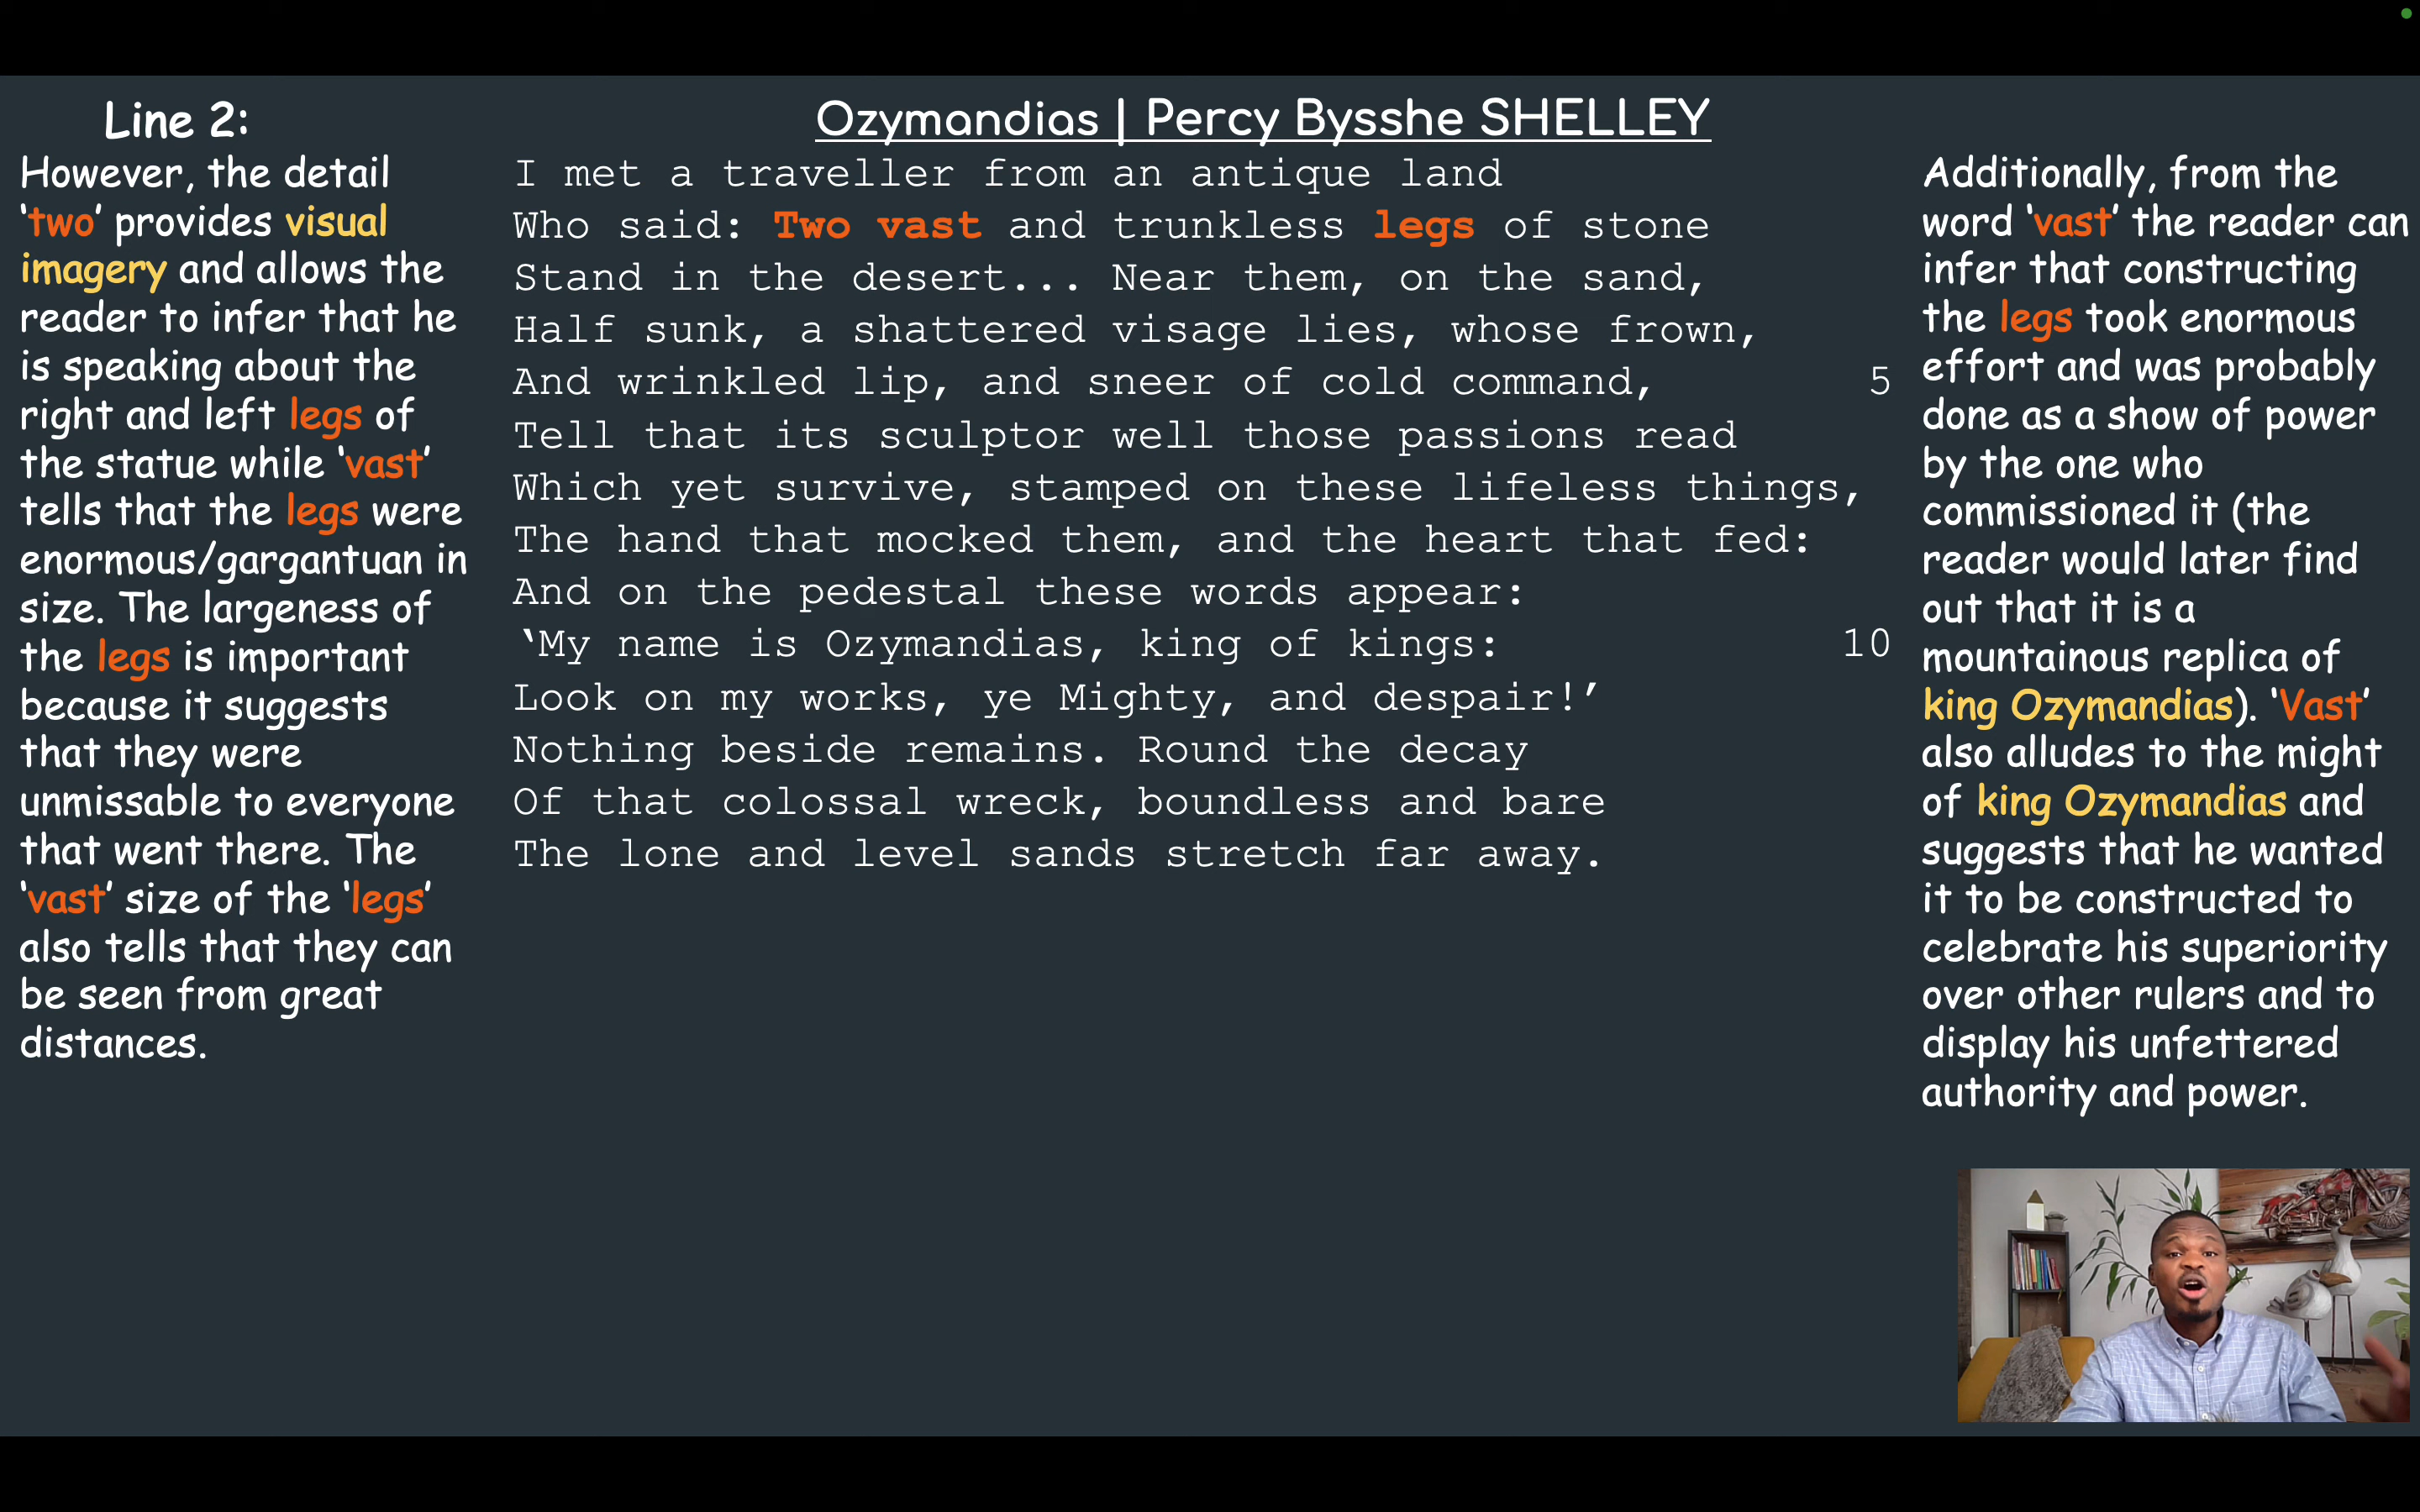 Line 2:
However, the detail
‘two’ provides visual
imagery and allows the
reader to infer that he
is speaking about the
right and left legs of
the statue while ‘vast’
tells that the legs were
enormous/gargantuan in
size. The largeness of
the legs is important
because it suggests
that they were
unmissable to everyone
that went there. The
‘vast’ size of the ‘legs’
also tells that they can
be seen from great
distances.
Ozymandias | Percy Bysshe SHELLEY
I met a traveller from an antique land
Who said: Two vast and trunkless legs of stone
Stand in the desert... Near them, on the sand,
Half sunk, a shattered visage lies, whose frown,
And wrinkled lip, and sneer of cold command, 5
Tell that its sculptor well those passions read
Which yet survive, stamped on these lifeless things,
The hand that mocked them, and the heart that fed:
And on the pedestal these words appear:
‘My name is Ozymandias, king of kings: 10
Look on my works, ye Mighty, and despair!’
Nothing beside remains. Round the decay
Of that colossal wreck, boundless and bare
The lone and level sands stretch far away.
Additionally, from the
word ‘vast’ the reader can
infer that constructing
the legs took enormous
effort and was probably
done as a show of power
by the one who
commissioned it (the
reader would later find
out that it is a
mountainous replica of
king Ozymandias). ‘Vast’
also alludes to the might
of king Ozymandias and
suggests that he wanted
it to be constructed to
celebrate his superiority
over other rulers and to
display his unfettered
authority and power.